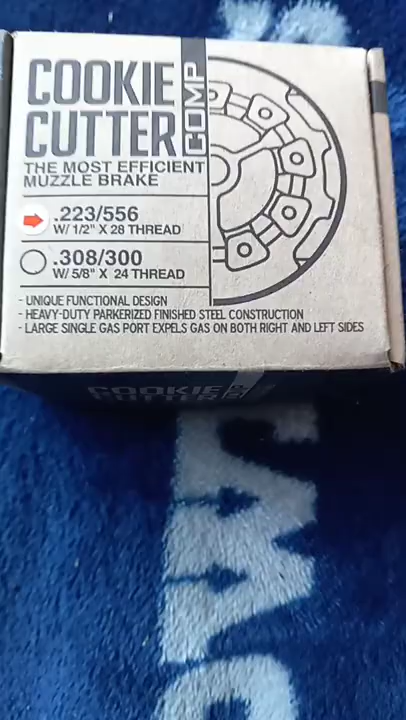 COOKIE
CUTTER
COMP
THE MOST EFFICIENT
MUZZLE BRAKE
.223/556
W/ 1/2" X 28 THREAD
.308/300
W/ 5/8" X 24 THREAD
- UNIQUE FUNCTIONAL DESIGN
- HEAVY-DUTY PARKERIZED FINISHED STEEL CONSTRUCTION
- LARGE SINGLE GAS PORT EXPELS GAS ON BOTH RIGHT AND LEFT SIDES
COOKIE
CUTTER